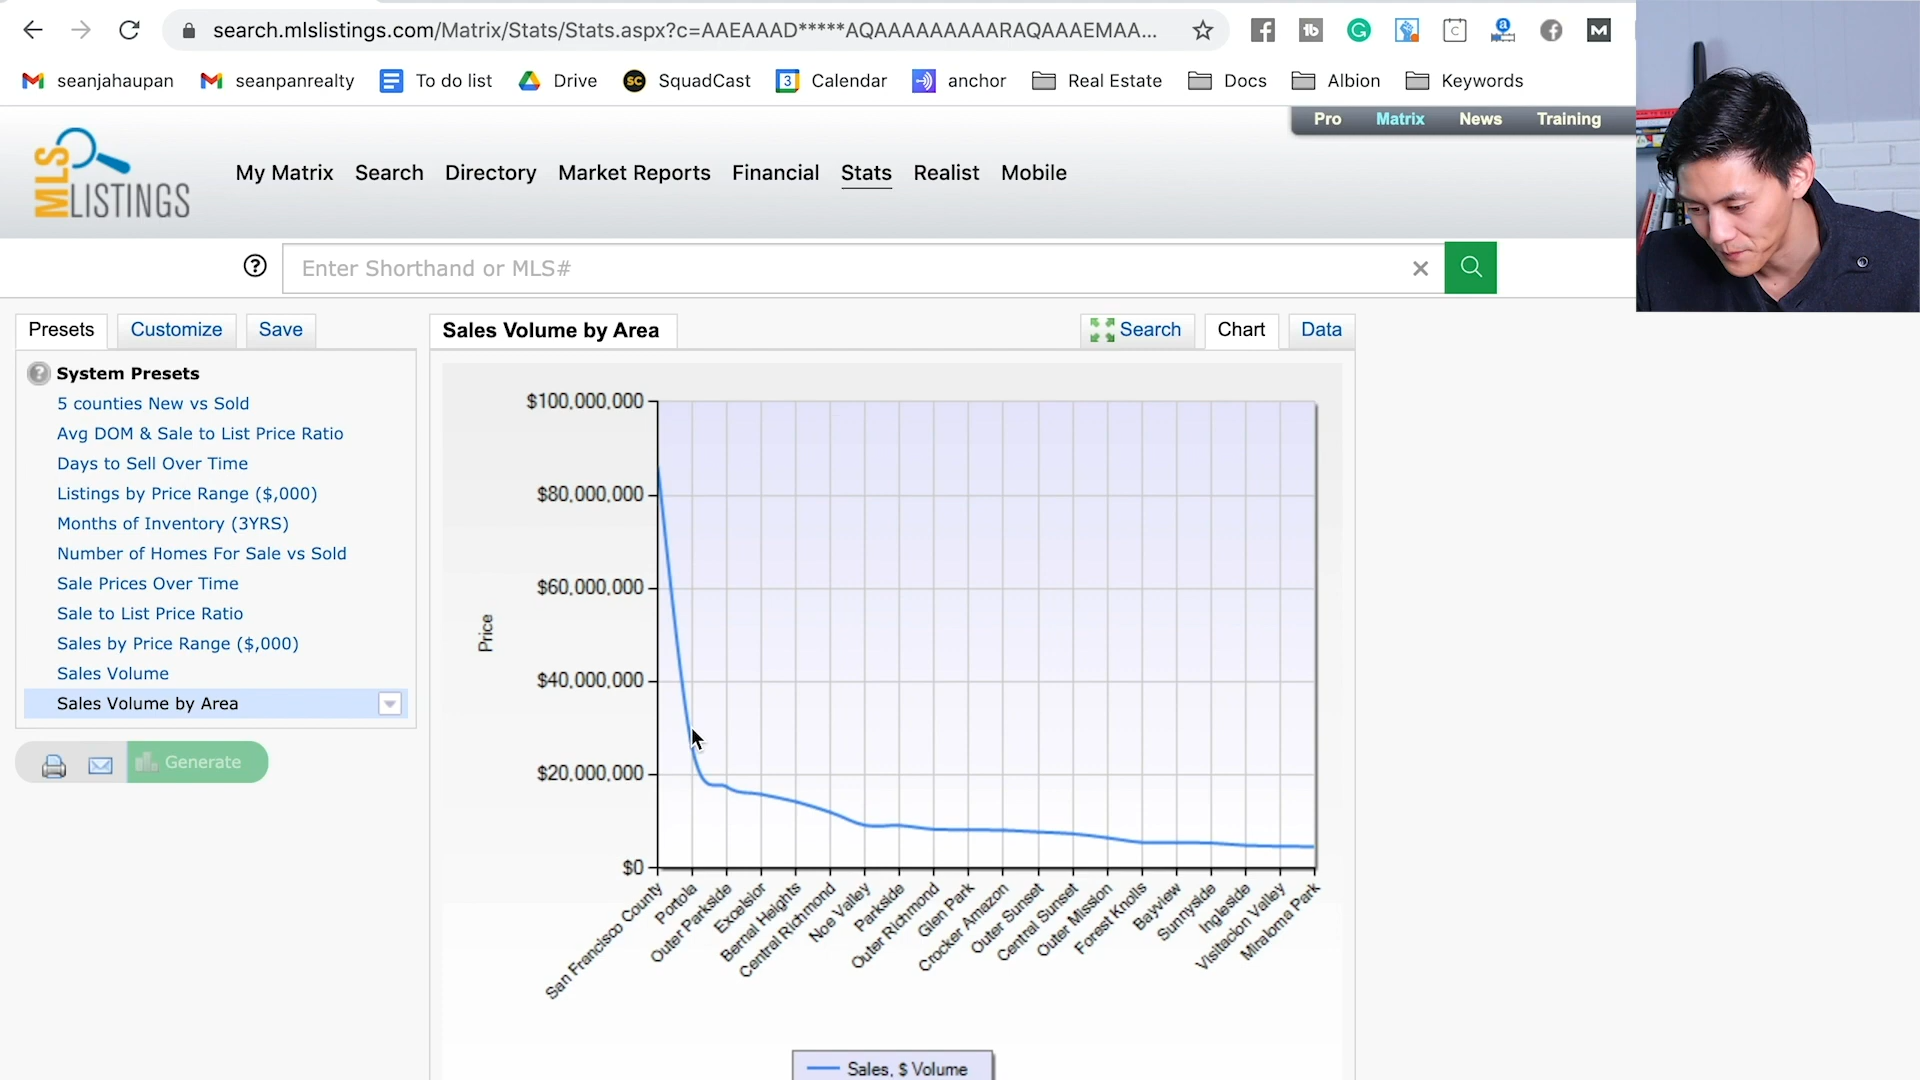 search.mlslistings.com/Matrix/Stats/Stats.aspx?c=AAEAAAD*****AQAAAAAAAAARAQAAAEMAA...
seanjahaupan seanpanrealty To do list Drive SC SquadCast 3 Calendar anchor Real Estate Docs Albion Keywords
Pro Matrix News Training
MLS LISTINGS
My Matrix Search Directory Market Reports Financial Stats Realist Mobile
Enter Shorthand or MLS#
Presets Customize Save
Sales Volume by Area Search Chart Data
System Presets
5 counties New vs Sold
Avg DOM & Sale to List Price Ratio
Days to Sell Over Time
Listings by Price Range ($,000)
Months of Inventory (3YRS)
Number of Homes For Sale vs Sold
Sale Prices Over Time
Sale to List Price Ratio
Sales by Price Range ($,000)
Sales Volume
Sales Volume by Area
Generate
$100,000,000
$80,000,000
$60,000,000
$40,000,000
$20,000,000
$0
Price
San Francisco County
Portola
Outer Parkside
Excelsior
Bernal Heights
Central Richmond
Noe Valley
Parkside
Outer Richmond
Glen Park
Crocker Amazon
Outer Sunset
Central Sunset
Outer Mission
Forest Knolls
Bayview
Sunnyside
Ingleside
Visitacion Valley
Miraloma Park
Sales, $ Volume